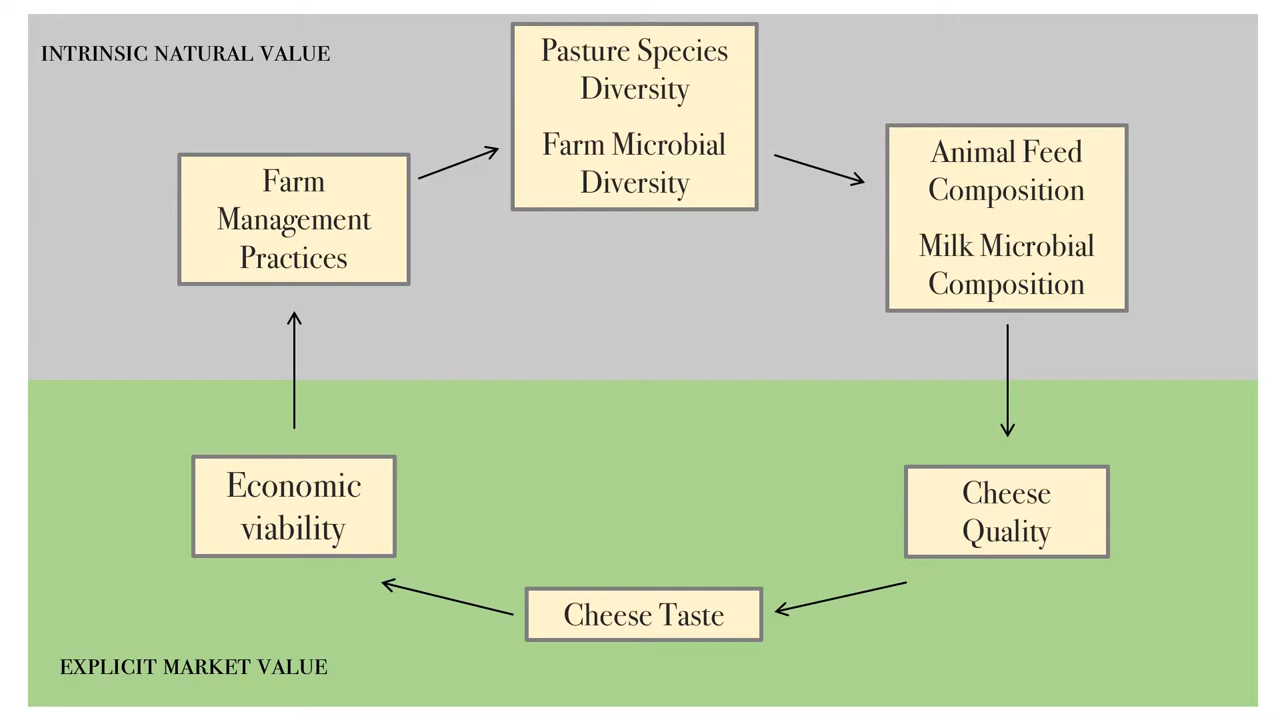 INTRINSIC NATURAL VALUE
Pasture Species
Diversity
Farm Microbial
Diversity
Animal Feed
Composition
Milk Microbial
Composition
Farm
Management
Practices
Economic
viability
Cheese
Quality
Cheese Taste
EXPLICIT MARKET VALUE